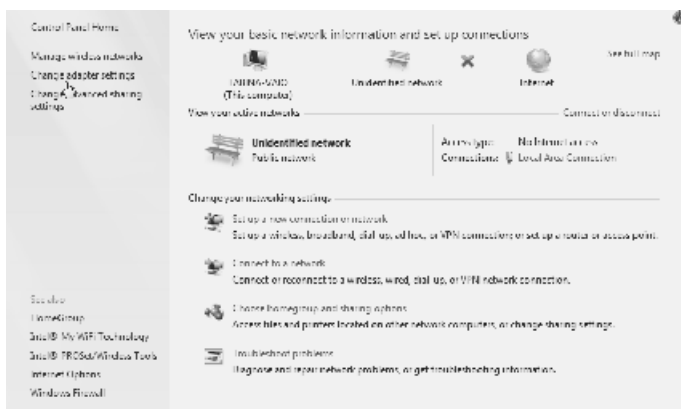 Control Panel Home
Manage wireless networks
Change adapter settings
Change advanced sharing
settings
See also
HomeGroup
Intel® My WiFi Technology
Intel® PROSet/Wireless Tools
Internet Options
Windows Firewall
View your basic network information and set up connections
See full map
(This computer)
Unidentified network
Internet
View your active networks
Connect or disconnect
Unidentified network
Public network
Access type: No Internet access
Connections: Local Area Connection
Change your networking settings
Set up a new connection or network
Set up a wireless, broadband, dial-up, ad hoc, or VPN connection; or set up a router or access point.
Connect to a network
Connect or reconnect to a wireless, wired, dial-up, or VPN network connection.
Choose homegroup and sharing options
Access files and printers located on other network computers, or change sharing settings.
Troubleshoot problems
Diagnose and repair network problems, or get troubleshooting information.